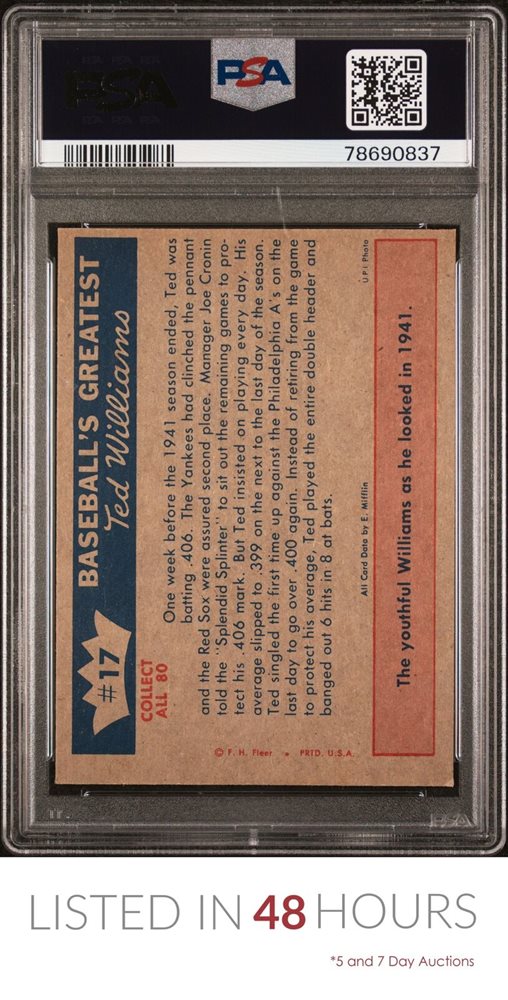 PSA
PSA
78690837
#17
BASEBALL'S GREATEST
Ted Williams
COLLECT
ALL 80
One week before the 1941 season ended, Ted was
batting .406. The Yankees had clinched the pennant
and the Red Sox were assured second place. Manager Joe Cronin
told the "Splendid Splinter" to sit out the remaining games to pro-
tect his .406 mark. But Ted insisted on playing every day. His
average slipped to .399 on the next to the last day of the season.
Ted singled the first time up against the Philadelphia A's on the
last day to go over .400 again. Instead of retiring from the game
to protect his average, Ted played the entire double header and
banged out 6 hits in 8 at bats.
© F. H. Fleer • PRTD. U.S.A.
All Card Data by E. Mifflin
UPI Photo
The youthful Williams as he looked in 1941.
PSA
LISTED IN 48 HOURS
*5 and 7 Day Auctions